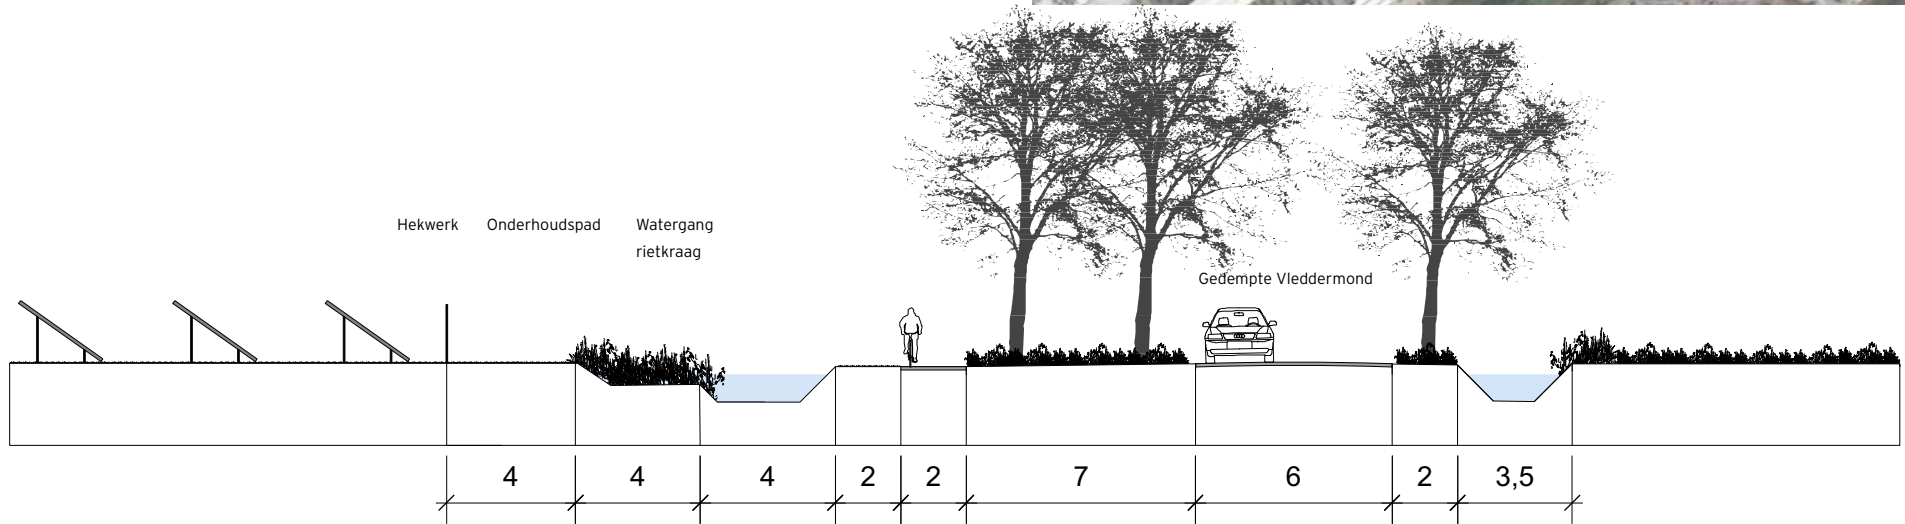 Hekwerk
Onderhoudspad
Watergang
rietkraag
Gedempte Vleddermond
4
4
4
2
2
7
6
2
3,5